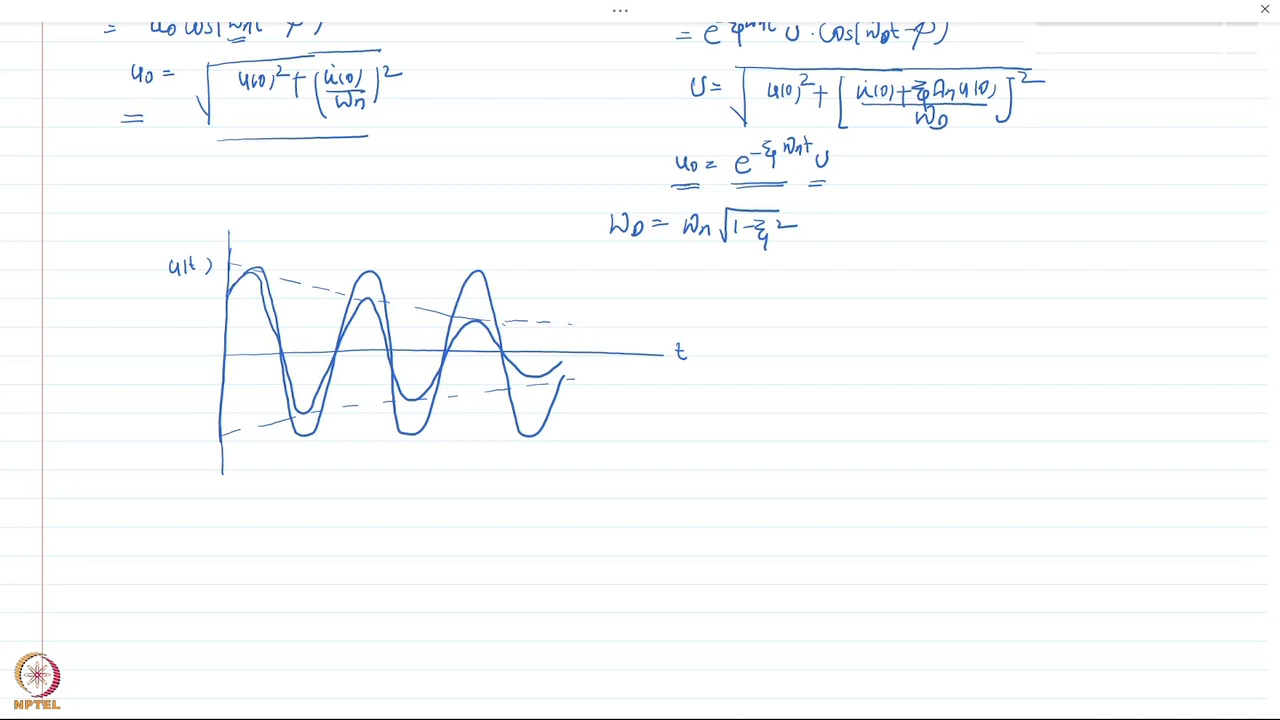 = u0 cos(ωnt - φ)
u0 = √(u(0)² + (u̇(0)/ωn)²)
=
= e^-ξωnt U · cos(ωDt - φ)
U = √(u(0)² + [(u̇(0) + ξωn u(0))/ωD]²)
u0 = e^-ξωnt U
ωD = ωn √(1-ξ²)
u(t)
t
NPTEL